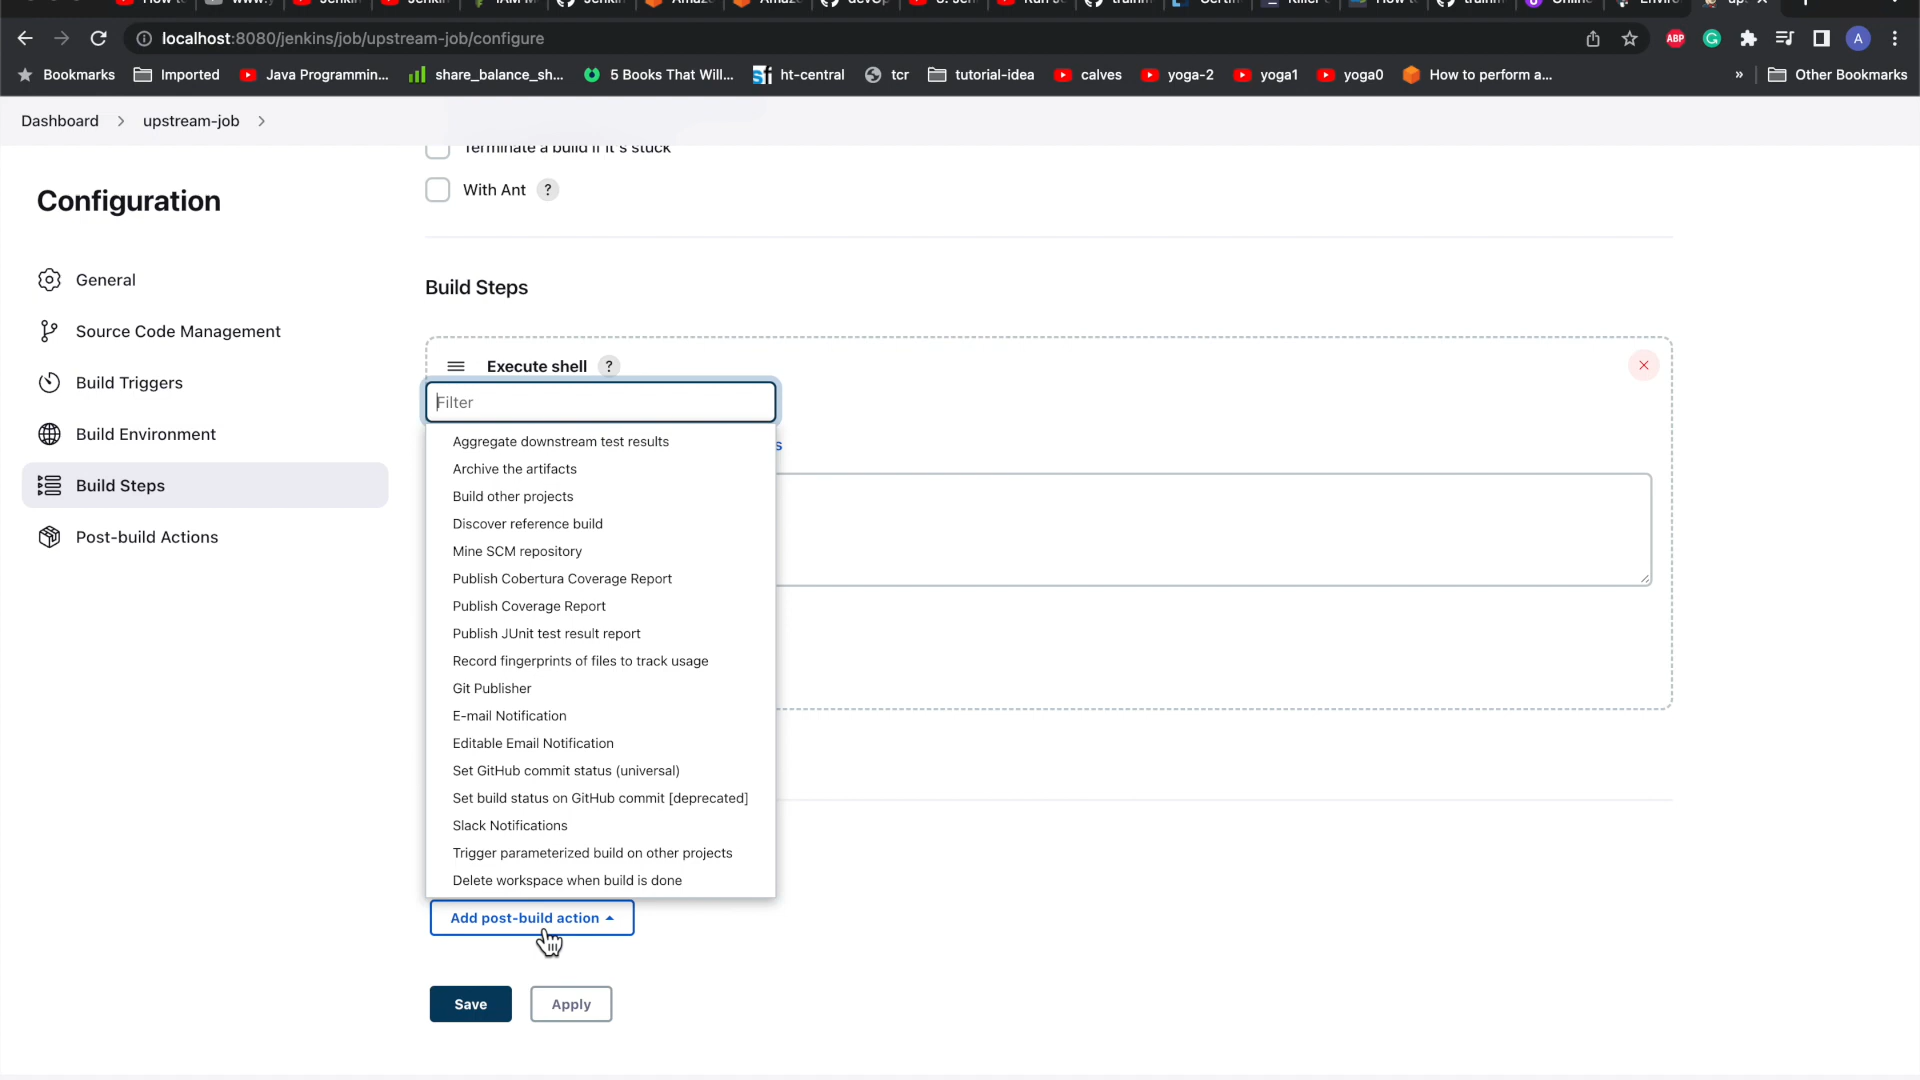 localhost:8080/jenkins/job/upstream-job/configure
ABP
G
A
Bookmarks
Imported
Java Programmin...
share_balance_sh...
5 Books That Will...
ht-central
tcr
tutorial-idea
calves
yoga-2
yoga1
yoga0
How to perform a...
»
Other Bookmarks
Dashboard
upstream-job
Terminate a build if it's stuck
Configuration
With Ant ?
General
Build Steps
Source Code Management
Execute shell ?
Build Triggers
Filter
Build Environment
Aggregate downstream test results
s
Archive the artifacts
Build Steps
Build other projects
Discover reference build
Post-build Actions
Mine SCM repository
Publish Cobertura Coverage Report
Publish Coverage Report
Publish JUnit test result report
Record fingerprints of files to track usage
Git Publisher
E-mail Notification
Editable Email Notification
Set GitHub commit status (universal)
Set build status on GitHub commit [deprecated]
Slack Notifications
Trigger parameterized build on other projects
Delete workspace when build is done
Add post-build action
Save
Apply